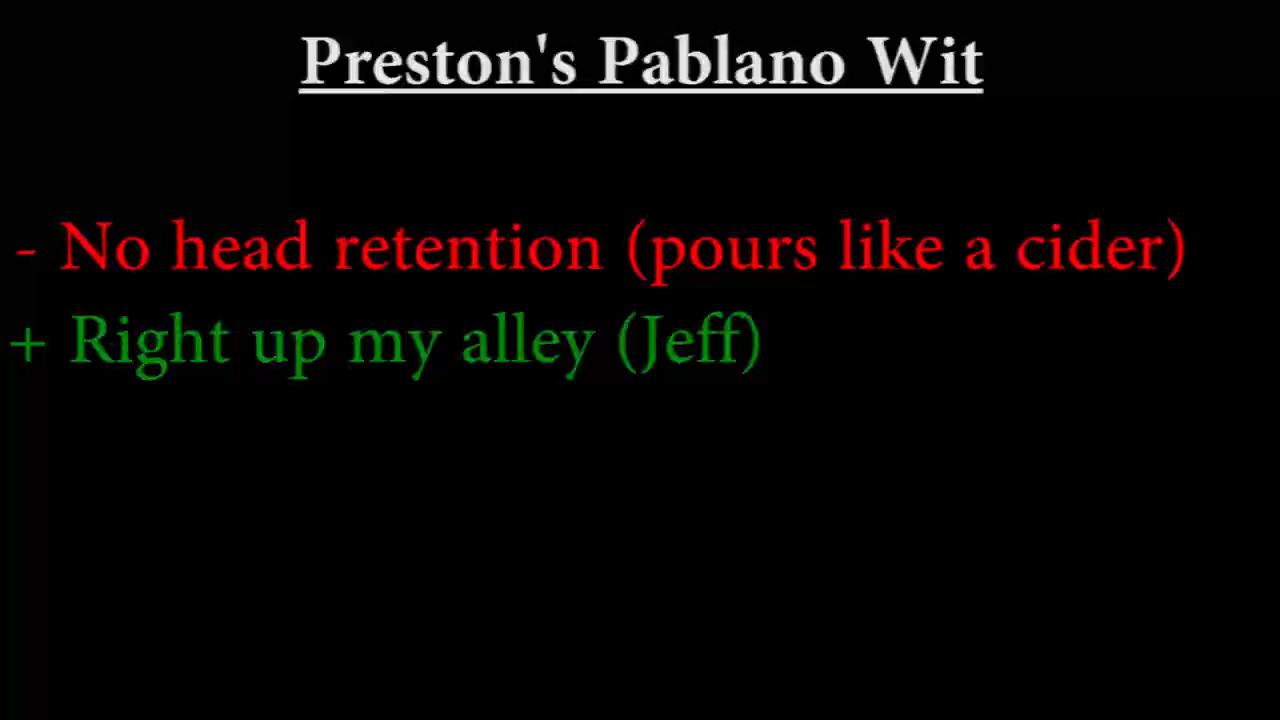 Preston's Pablano Wit
- No head retention (pours like a cider)
+ Right up my alley (Jeff)